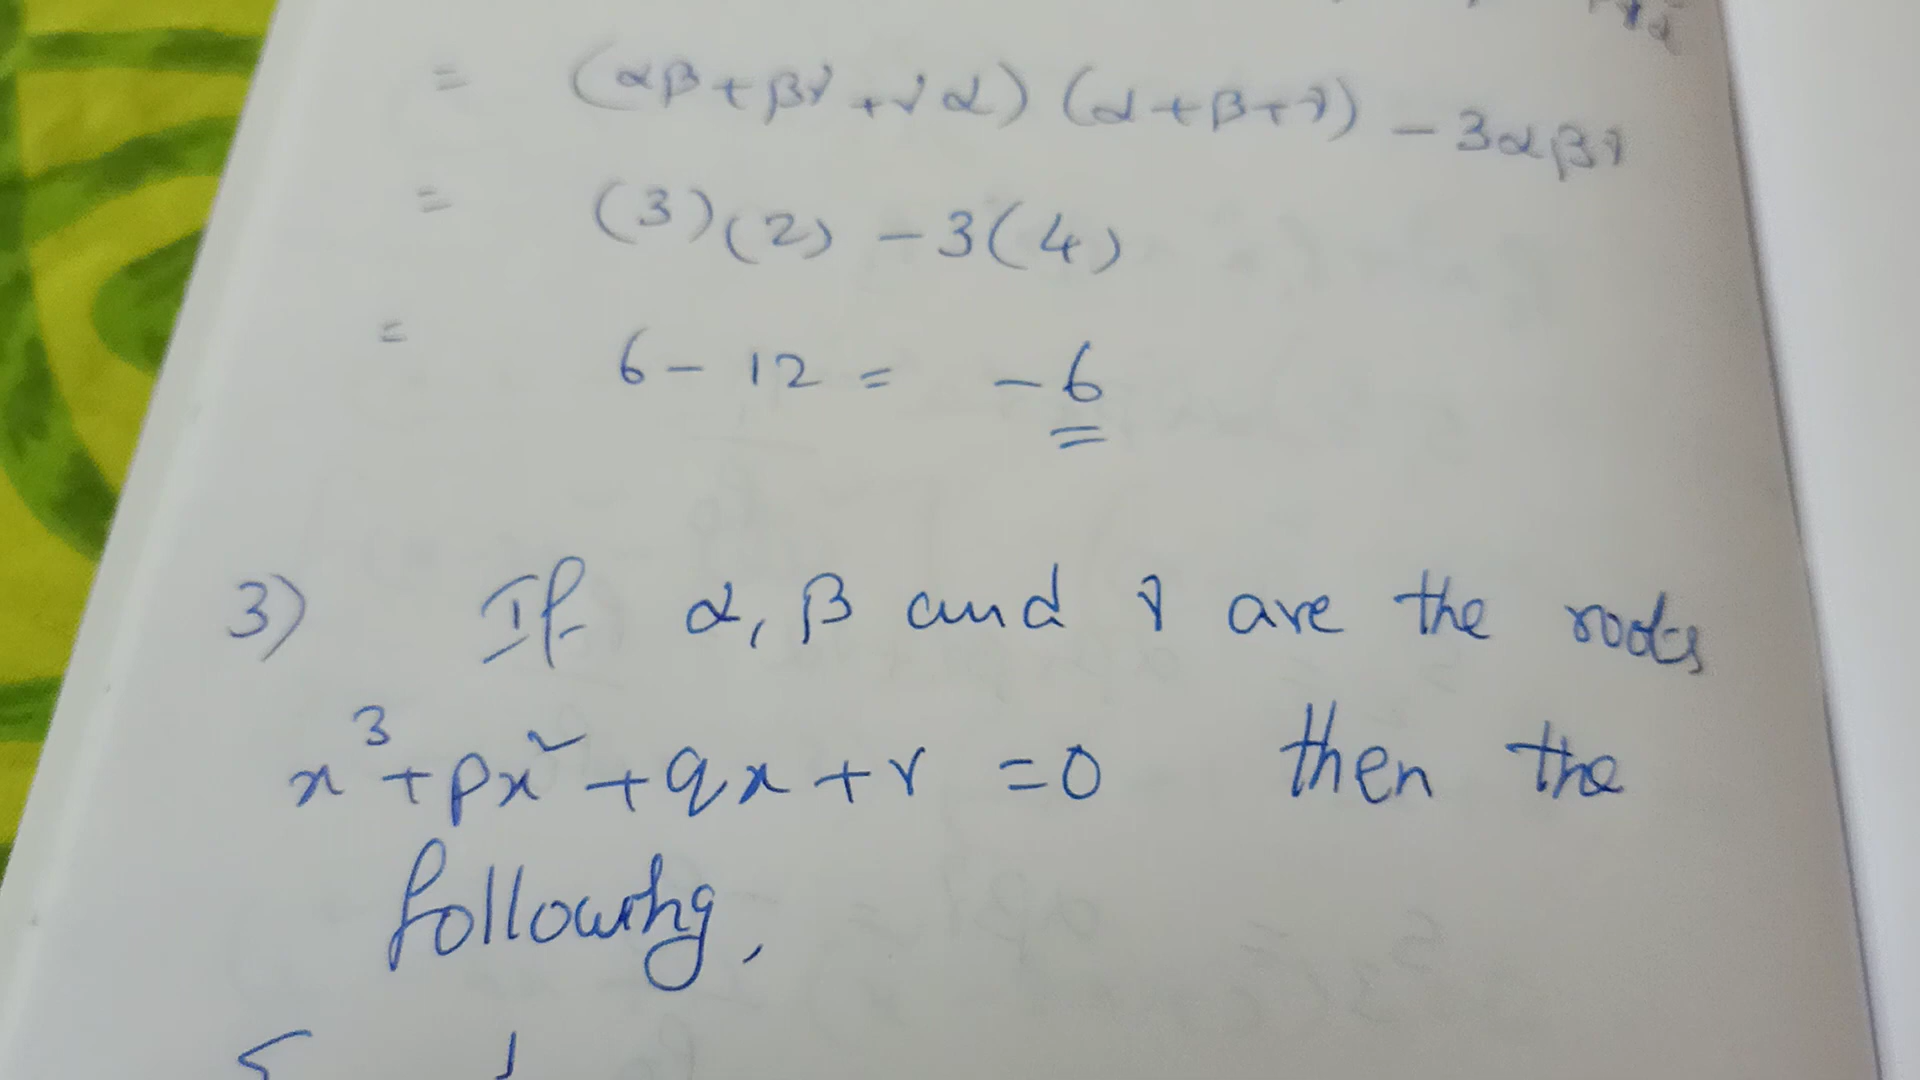 = (αβ + βγ + γα) (α + β + γ) - 3αβγ
= (3)(2) - 3(4)
= 6 - 12 = -6
3) If α, β and γ are the roots
x³ + px² + qx + r = 0 then the
following,